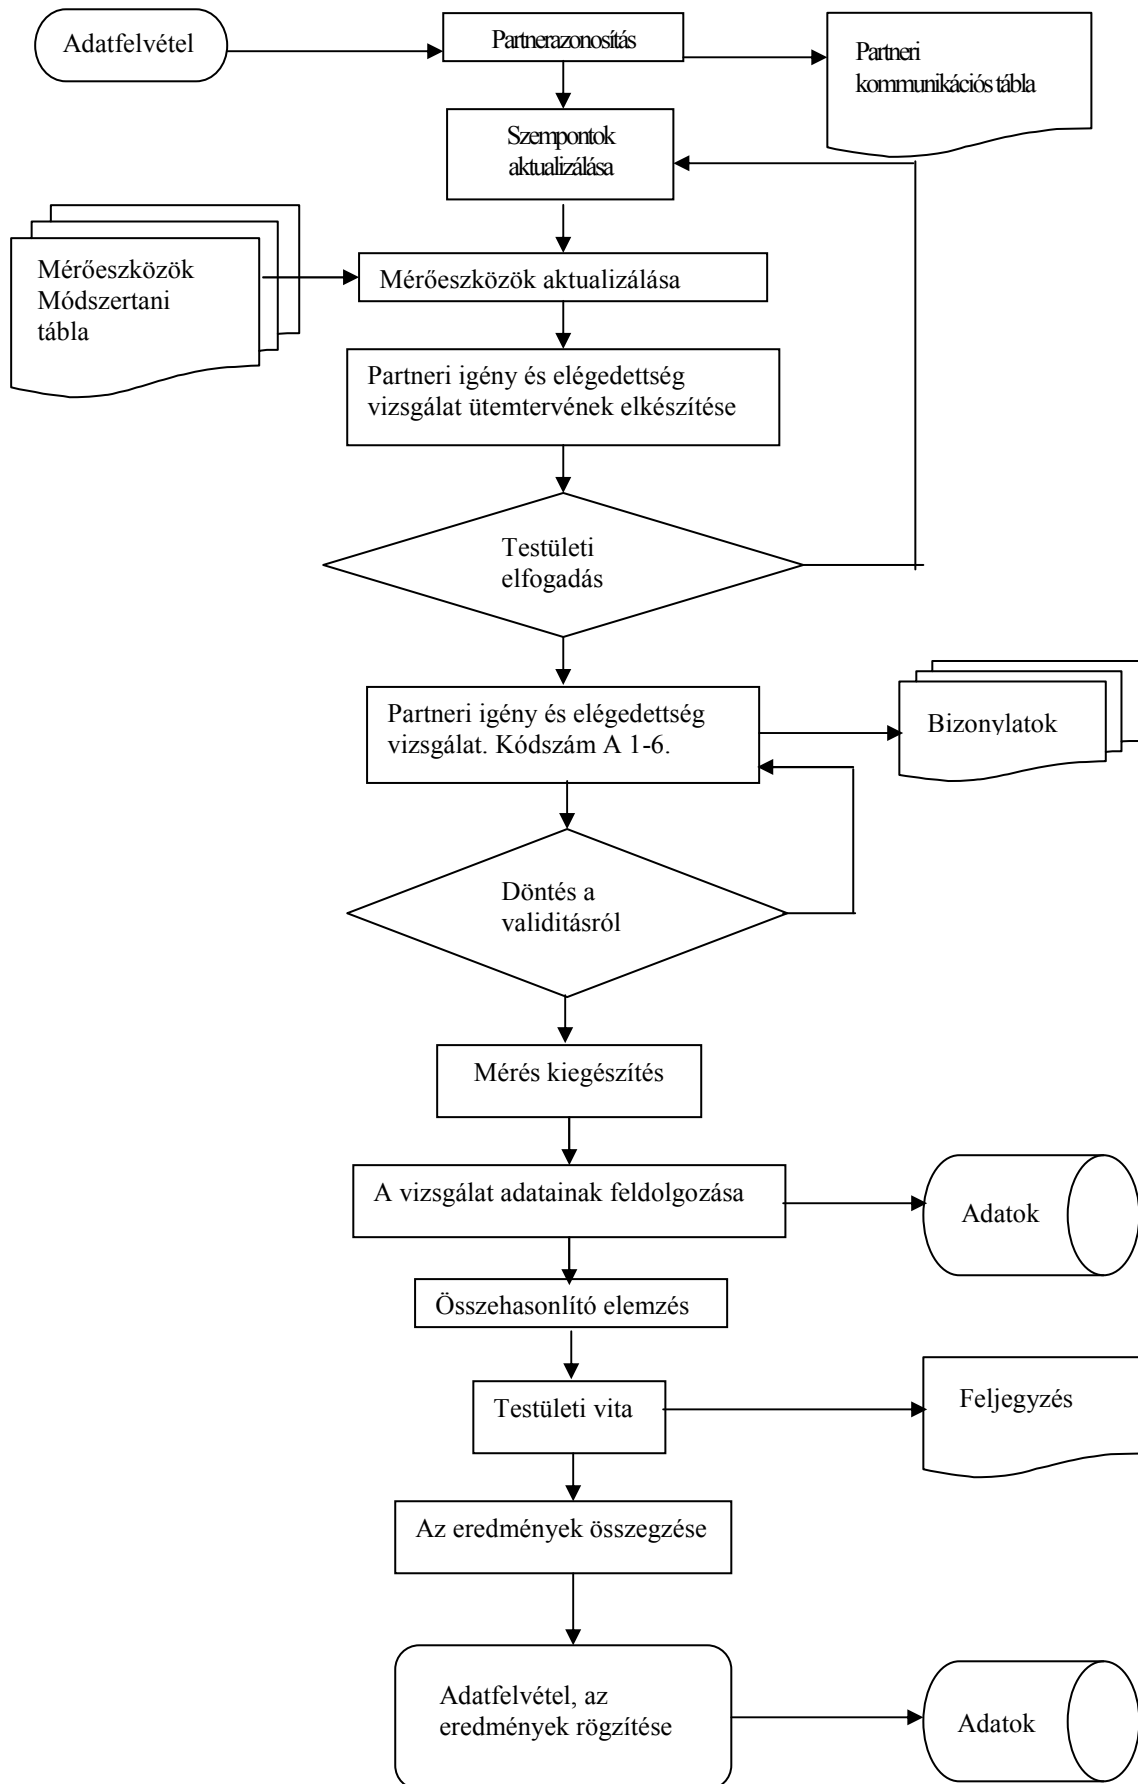 Adatfelvétel
Partnerazonosítás
Partneri
kommunikációs tábla
Szempontok
aktualizálása
Mérőeszközök
Módszertani
tábla
Mérőeszközök aktualizálása
Partneri igény és elégedettség
vizsgálat ütemtervének elkészítése
Testületi
elfogadás
Partneri igény és elégedettség
vizsgálat. Kódszám A 1-6.
Bizonylatok
Döntés a
validitásról
Mérés kiegészítés
A vizsgálat adatainak feldolgozása
Adatok
Összehasonlító elemzés
Testületi vita
Feljegyzés
Az eredmények összegzése
Adatfelvétel, az
eredmények rögzítése
Adatok